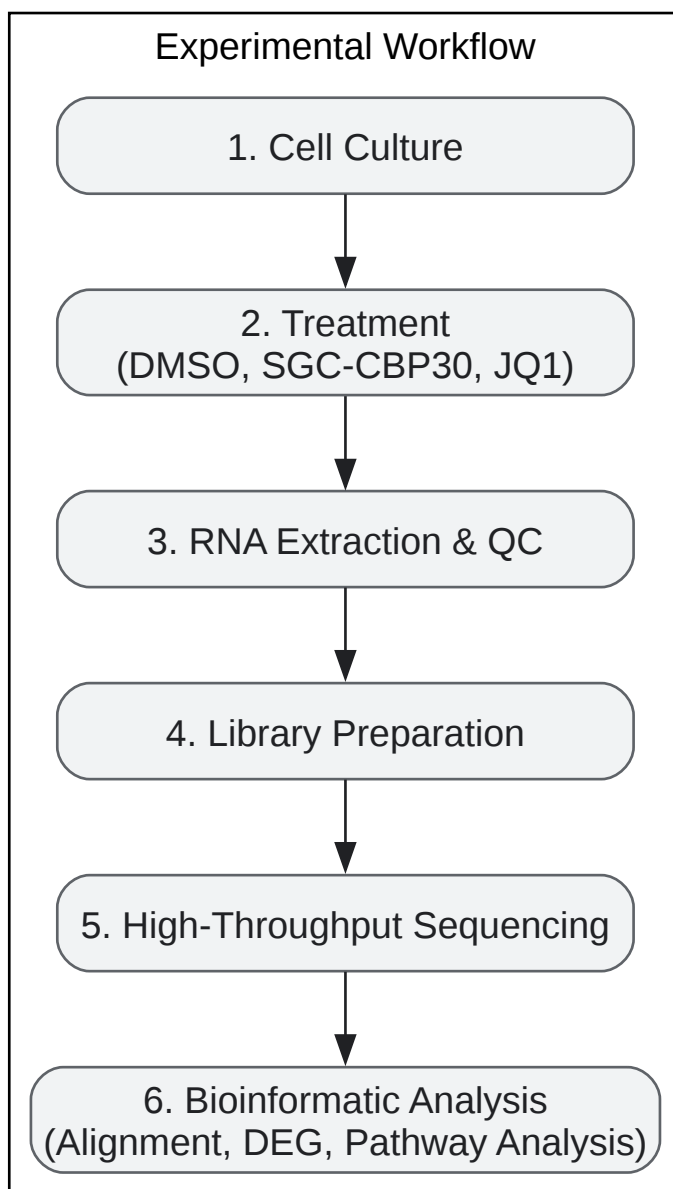 Experimental Workflow
1. Cell Culture
2. Treatment
(DMSO, SGC-CBP30, JQ1)
3. RNA Extraction & QC
4. Library Preparation
5. High-Throughput Sequencing
6. Bioinformatic Analysis
(Alignment, DEG, Pathway Analysis)